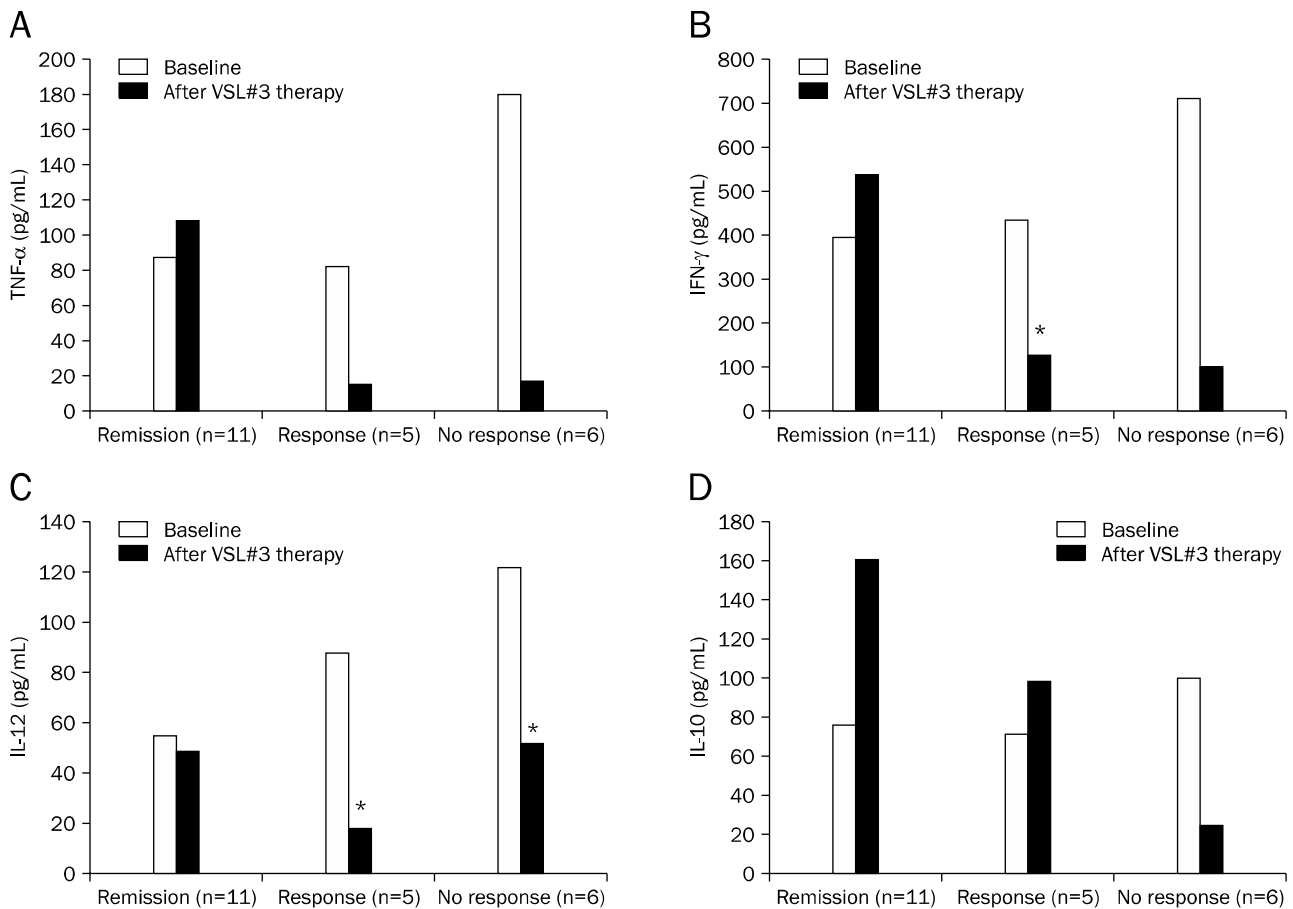 A
TNF-α (pg/mL)
200
180
160
140
120
100
80
60
40
20
0
Baseline
After VSL#3 therapy
Remission (n=11) Response (n=5) No response (n=6)
B
IFN-γ (pg/mL)
800
700
600
500
400
300
200
100
0
Baseline
After VSL#3 therapy
*
Remission (n=11) Response (n=5) No response (n=6)
C
IL-12 (pg/mL)
140
120
100
80
60
40
20
0
Baseline
After VSL#3 therapy
*
*
Remission (n=11) Response (n=5) No response (n=6)
D
IL-10 (pg/mL)
180
160
140
120
100
80
60
40
20
0
Baseline
After VSL#3 therapy
Remission (n=11) Response (n=5) No response (n=6)